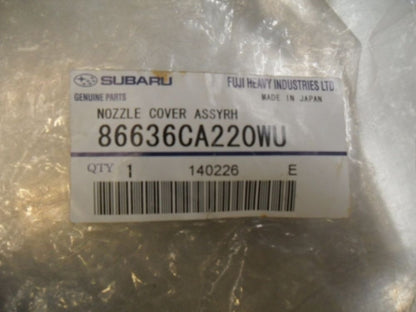 SUBARU FUJI HEAVY INDUSTRIES LTD.
GENUINE PARTS MADE IN JAPAN
NOZZLE COVER ASSYRH
86636CA220WU
QTY 1 140226 E